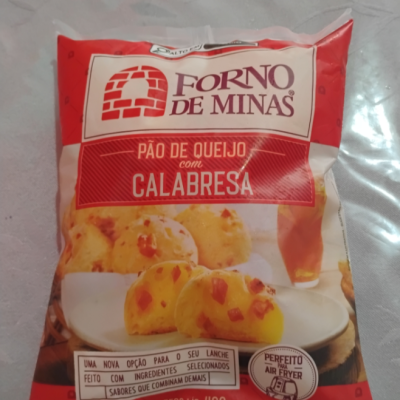 FORNO
DE MINAS
PÃO DE QUEIJO
com
CALABRESA
UMA NOVA OPÇÃO PARA O SEU LANCHE
FEITO COM INGREDIENTES SELECIONADOS
SABORES QUE COMBINAM DEMAIS
PERFEITO
PARA
AIR FRYER